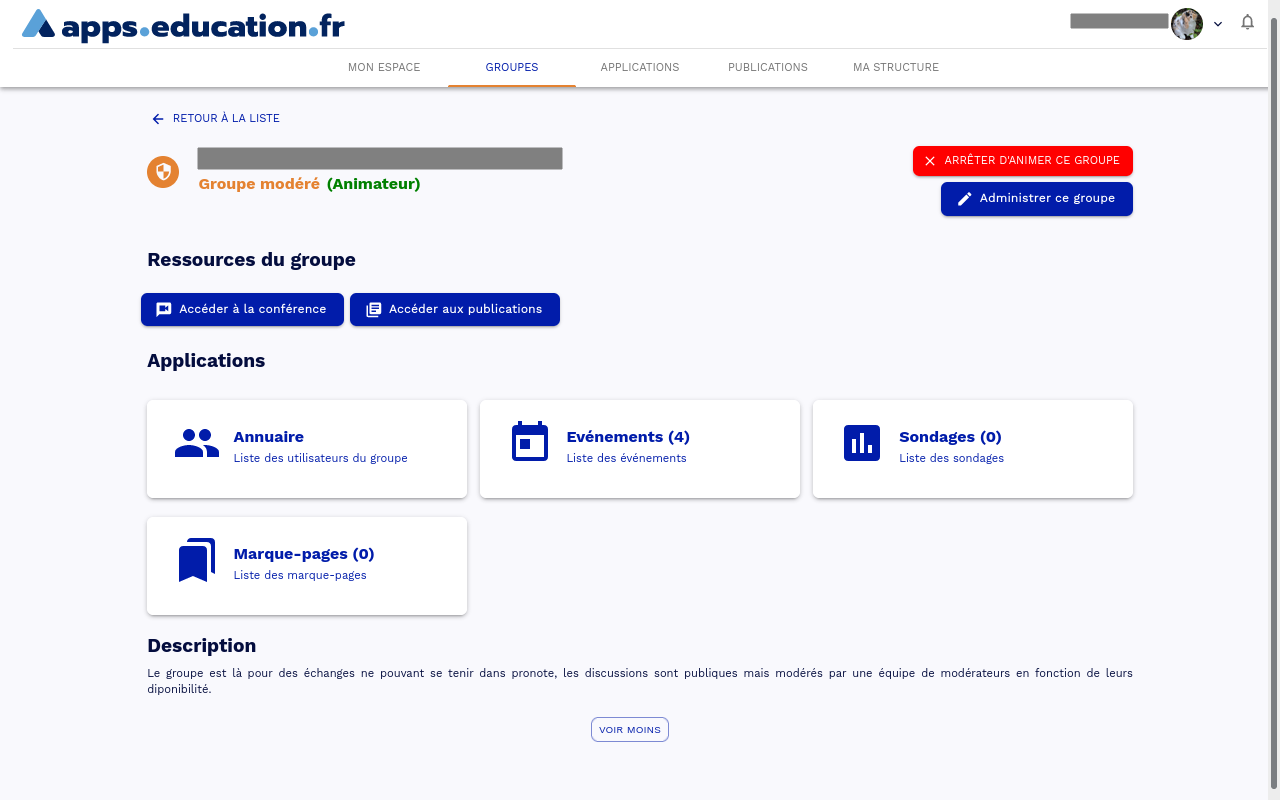 apps.education.fr
MON ESPACE
GROUPES
APPLICATIONS
PUBLICATIONS
MA STRUCTURE
RETOUR À LA LISTE
Groupe modéré (Animateur)
ARRÊTER D'ANIMER CE GROUPE
Administrer ce groupe
Ressources du groupe
Accéder à la conférence
Accéder aux publications
Applications
Annuaire
Liste des utilisateurs du groupe
Evénements (4)
Liste des événements
Sondages (0)
Liste des sondages
Marque-pages (0)
Liste des marque-pages
Description
Le groupe est là pour des échanges ne pouvant se tenir dans pronote, les discussions sont publiques mais modérés par une équipe de modérateurs en fonction de leurs
diponibilité.
VOIR MOINS